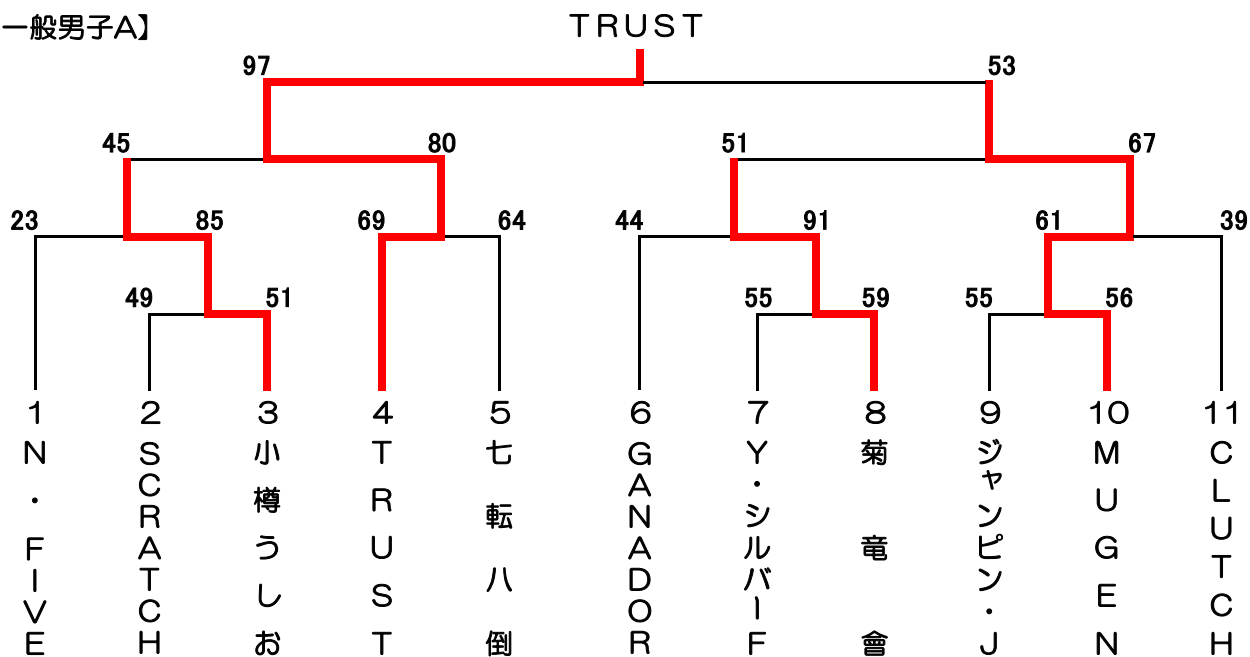 一般男子A】
TRUST
97 53
45 80 51 67
23 85 69 64 44 91 61 39
49 51 55 59 55 56
1 2 3 4 5 6 7 8 9 10 11
N・FIVE
SCRATCH
小樽うしお
TRUST
七転八倒
GANADOR
Y・シルバーF
菊竜會
ジャンピン・J
MUGEN
CLUTCH